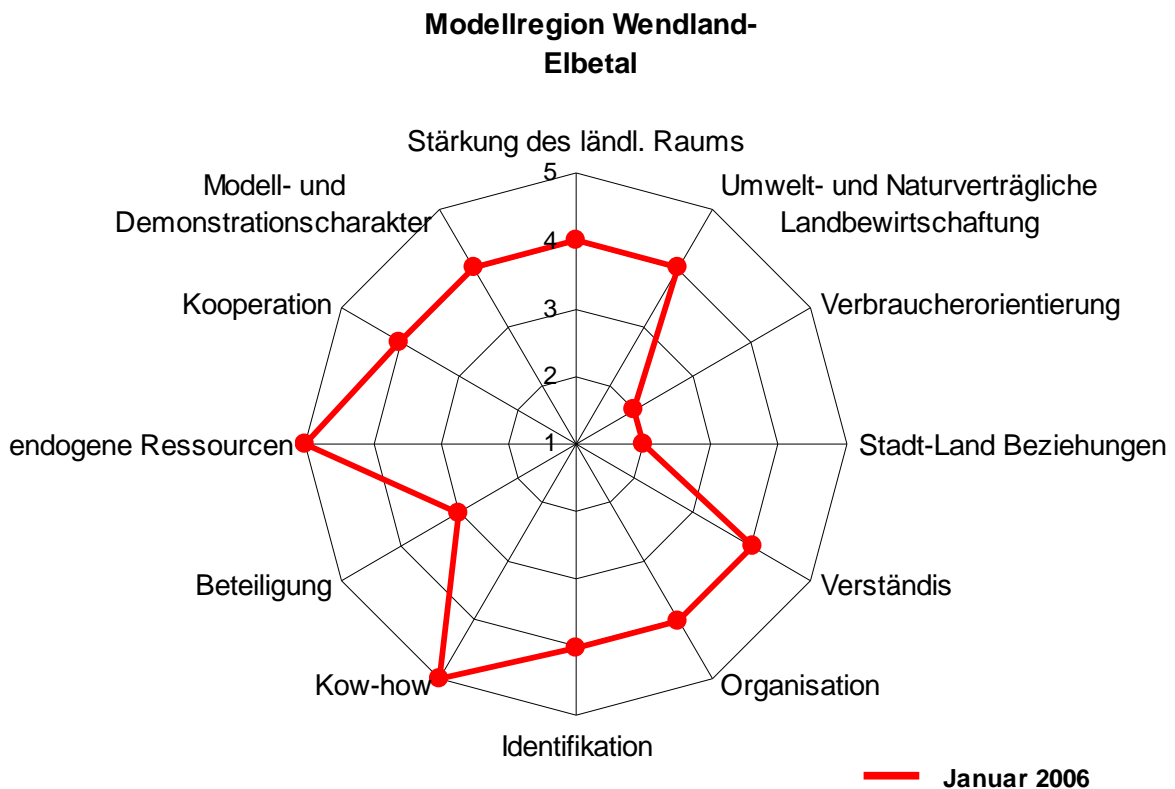 Modellregion Wendland-
Elbetal
Stärkung des ländl. Raums
Umwelt- und Naturverträgliche
Landbewirtschaftung
Verbraucherorientierung
Stadt-Land Beziehungen
Verständis
Organisation
Identifikation
Kow-how
Beteiligung
endogene Ressourcen
Kooperation
Modell- und
Demonstrationscharakter
5
4
3
2
1
Januar 2006